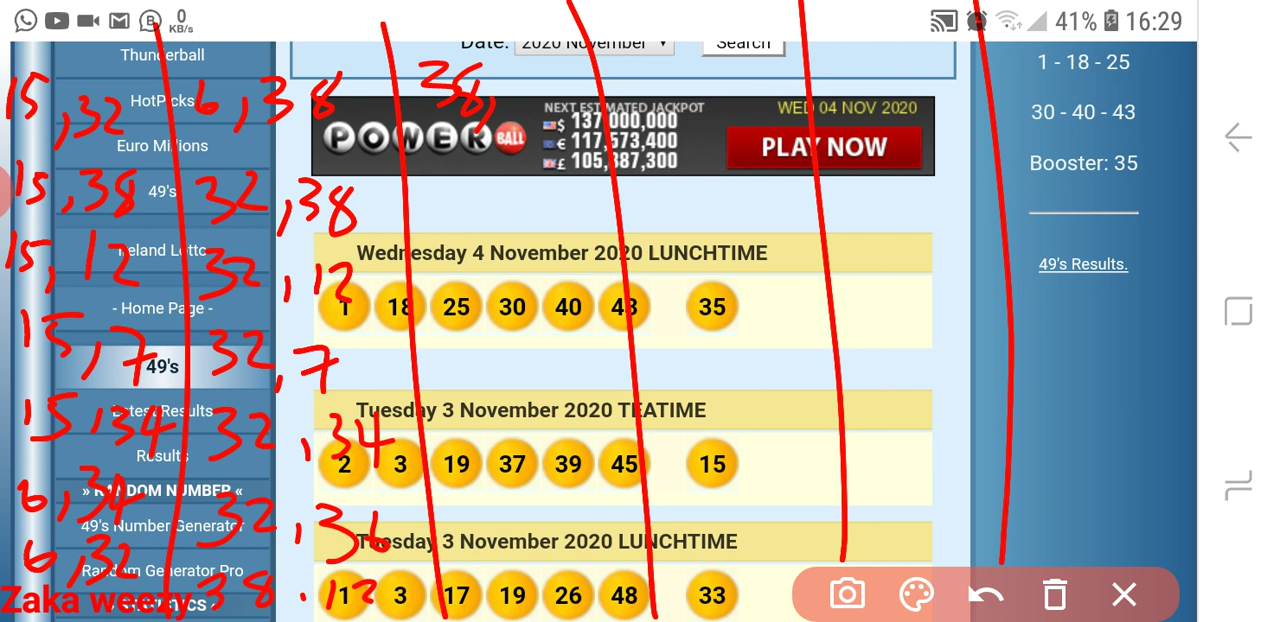 0 KB/s
41% 16:29
Date: 2020 November Search
Thunderball
HotPicks
Euro Millions
49's
Ireland Lotto
- Home Page -
49's
Latest Results
Results
» RANDOM NUMBER «
49's Number Generator
Random Generator Pro
15,32
15,38
15,12
15,7
15,34
6,34
6,32
Zaka weezy
6,38
32,38
32,12
32,7
32,34
32,36
38.12
38,
POWER BALL
NEXT ESTIMATED JACKPOT
$ 137,000,000
€ 117,573,400
£ 105,387,300
WED 04 NOV 2020
PLAY NOW
Wednesday 4 November 2020 LUNCHTIME
1 18 25 30 40 43 35
Tuesday 3 November 2020 TEATIME
2 3 19 37 39 45 15
Tuesday 3 November 2020 LUNCHTIME
1 3 17 19 26 48 33
1 - 18 - 25
30 - 40 - 43
Booster: 35
49's Results.